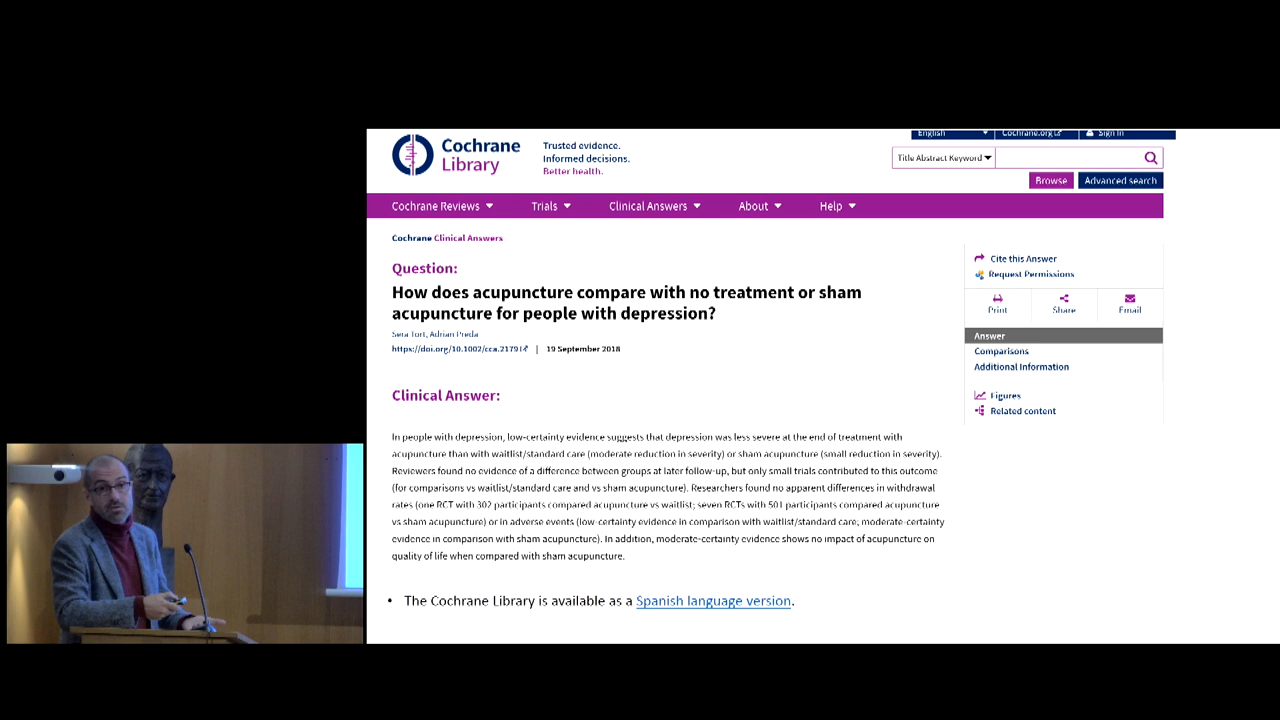 Cochrane
Library
Trusted evidence.
Informed decisions.
Better health.
English
Cochrane.org
Sign In
Title Abstract Keyword
Browse
Advanced search
Cochrane Reviews
Trials
Clinical Answers
About
Help
Cochrane Clinical Answers
Question:
How does acupuncture compare with no treatment or sham
acupuncture for people with depression?
Sera Tort, Adrian Preda
https://doi.org/10.1002/cca.2179 | 19 September 2018
Clinical Answer:
In people with depression, low-certainty evidence suggests that depression was less severe at the end of treatment with
acupuncture than with waitlist/standard care (moderate reduction in severity) or sham acupuncture (small reduction in severity).
Reviewers found no evidence of a difference between groups at later follow-up, but only small trials contributed to this outcome
(for comparisons vs waitlist/standard care and vs sham acupuncture). Researchers found no apparent differences in withdrawal
rates (one RCT with 302 participants compared acupuncture vs waitlist; seven RCTs with 501 participants compared acupuncture
vs sham acupuncture) or in adverse events (low-certainty evidence in comparison with waitlist/standard care, moderate-certainty
evidence in comparison with sham acupuncture). In addition, moderate-certainty evidence shows no impact of acupuncture on
quality of life when compared with sham acupuncture.
• The Cochrane Library is available as a Spanish language version.
Cite this Answer
Request Permissions
Print
Share
Email
Answer
Comparisons
Additional Information
Figures
Related content